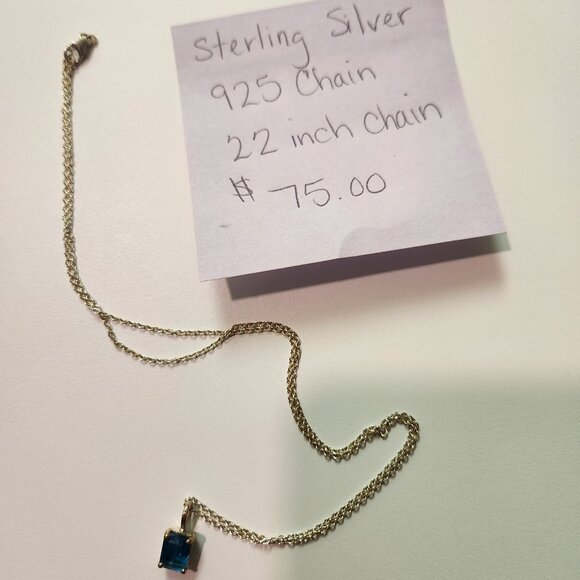 Sterling Silver
925 Chain
22 inch Chain
$ 75.00